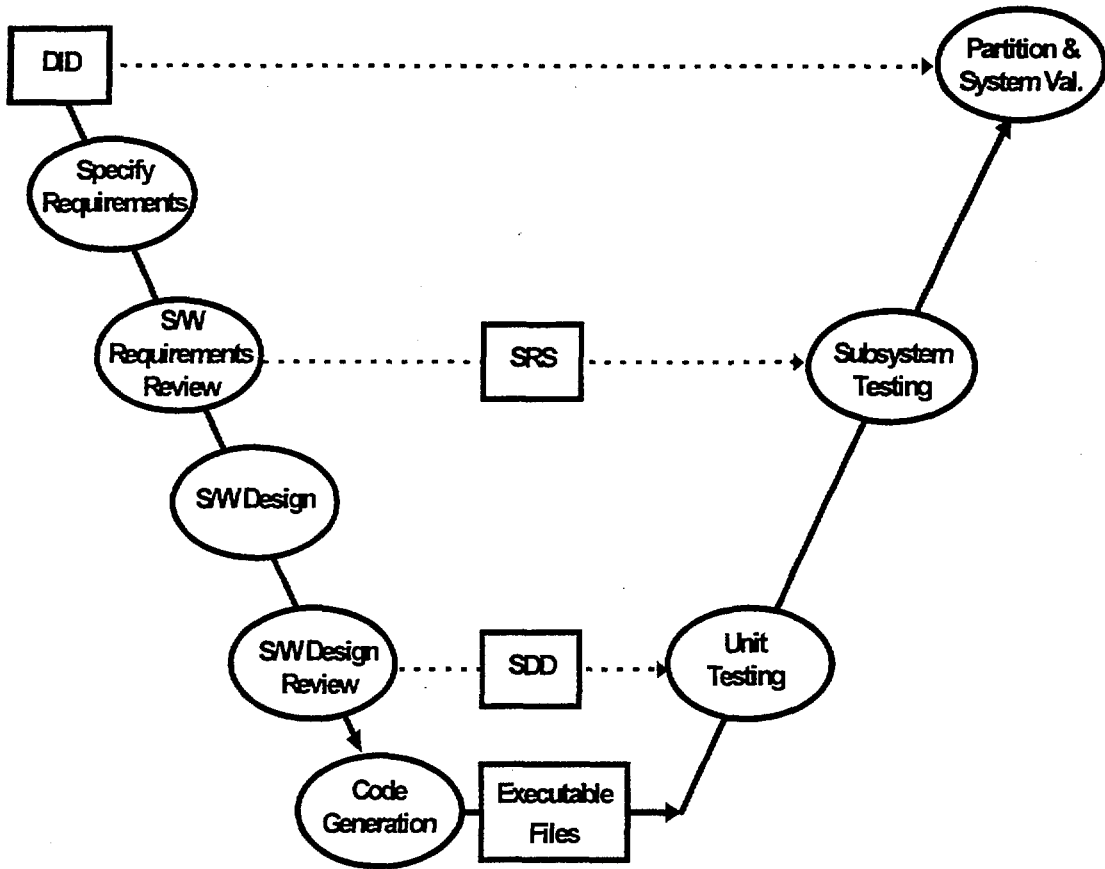 DID
Partition &
System Val.
Specify
Requirements
S/W
Requirements
Review
SRS
Subsystem
Testing
S/W Design
S/W Design
Review
SDD
Unit
Testing
Code
Generation
Executable
Files